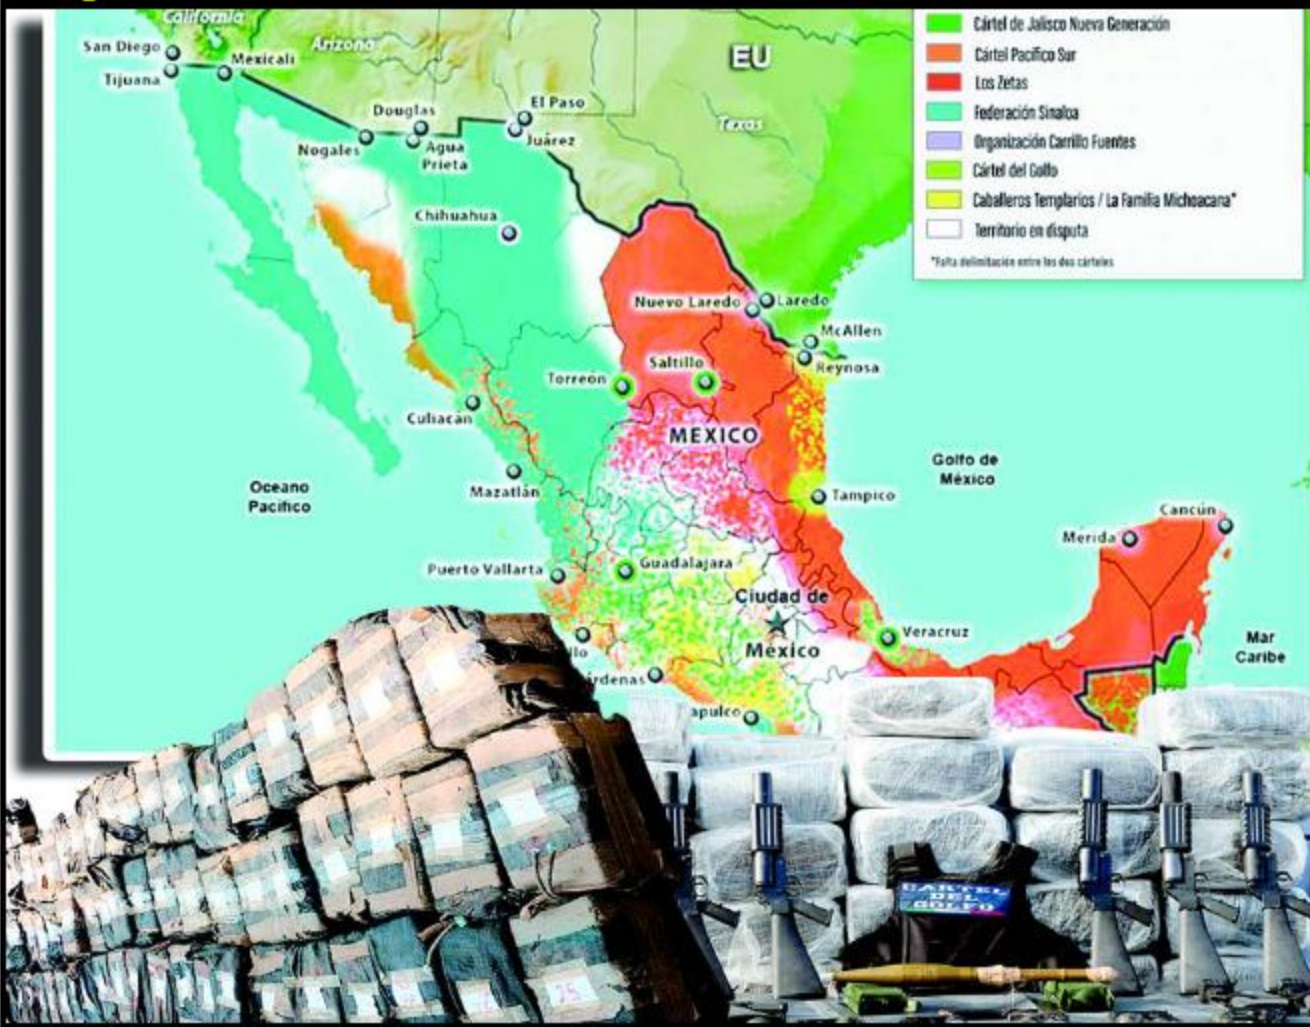 California
San Diego
Tijuana
Mexicali
Arizona
EU
Texas
Douglas
El Paso
Nogales
Agua
Prieta
Juárez
Chihuahua
Nuevo Laredo
Laredo
McAllen
Reynosa
Saltillo
Torreón
MEXICO
Culiacán
Mazatlán
Tampico
Oceano
Pacífico
Golfo de
México
Cancún
Mérida
Puerto Vallarta
Guadalajara
Ciudad de
México
Veracruz
Mar
Caribe
llo
rdenas
apulco
Cártel de Jalisco Nueva Generación
Cártel Pacífico Sur
Los Zetas
Federación Sinaloa
Organización Carrillo Fuentes
Cártel del Golfo
Caballeros Templarios / La Familia Michoacana*
Territorio en disputa
*Falta delimitación entre los dos cárteles
CARTEL
DEL
GOLFO
25